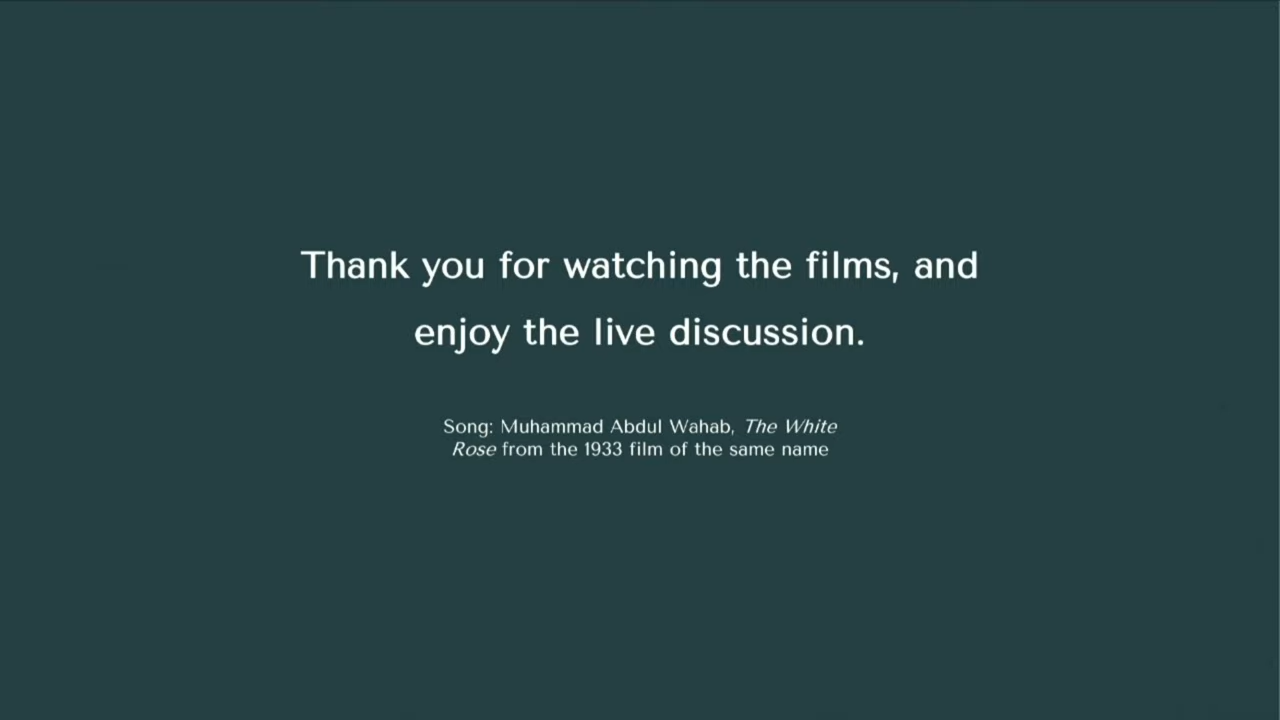 Thank you for watching the films, and
enjoy the live discussion.
Song: Muhammad Abdul Wahab, The White
Rose from the 1933 film of the same name